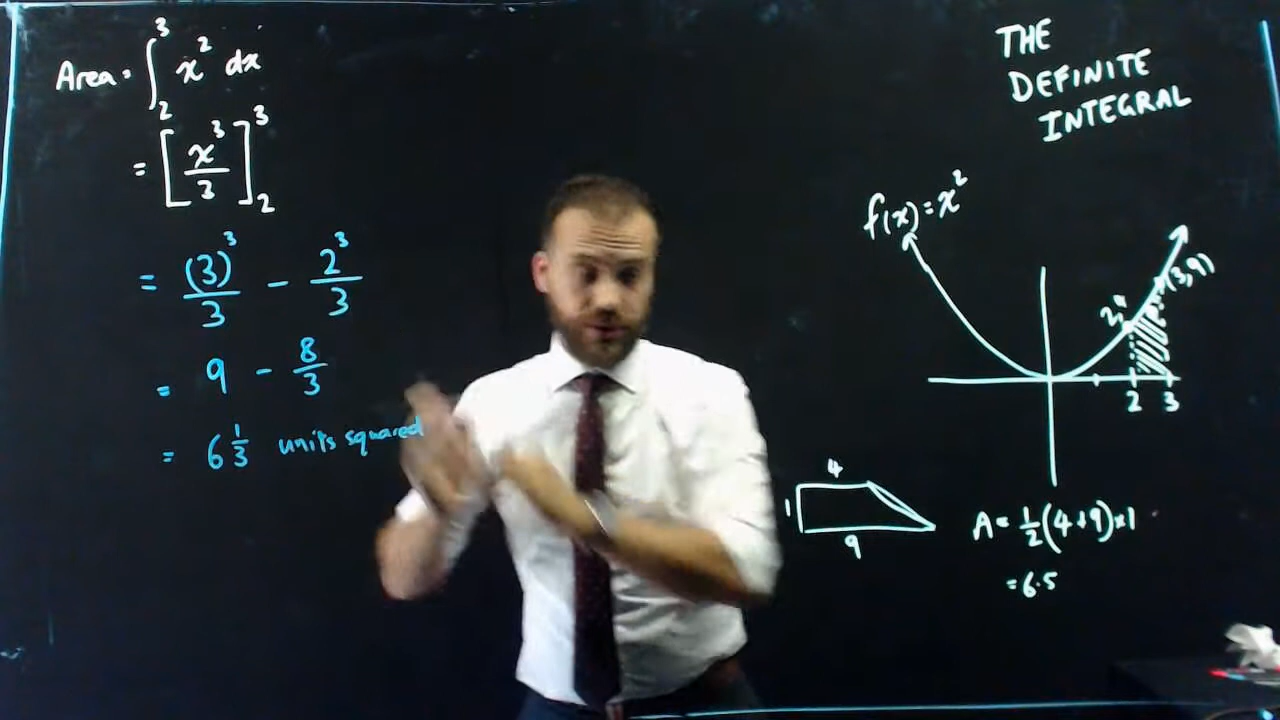 Area = ∫₂³ x² dx
= [x³/3]₂³
= (3)³/3 - 2³/3
= 9 - 8/3
= 6 1/3 units squared
THE
DEFINITE
INTEGRAL
f(x) = x²
(3,9)
2 3
4
1
9
A = 1/2(4+9)×1
= 6.5